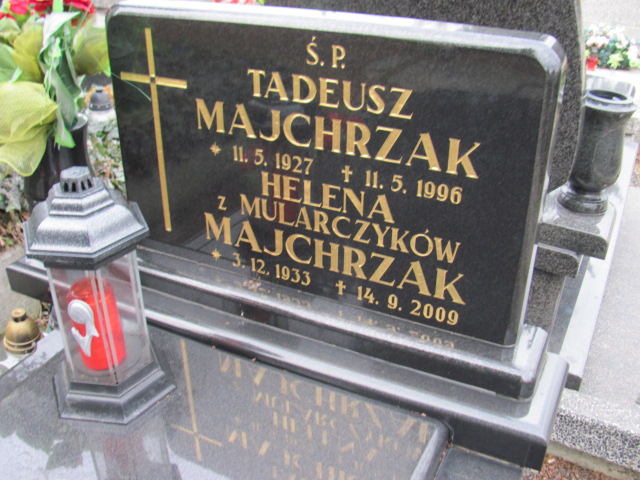 Ś. P.
TADEUSZ
MAJCHRZAK
* 11. 5. 1927 ✝ 11. 5. 1996
HELENA
Z MULARCZYKÓW
MAJCHRZAK
* 3. 12. 1933 ✝ 14. 9. 2009